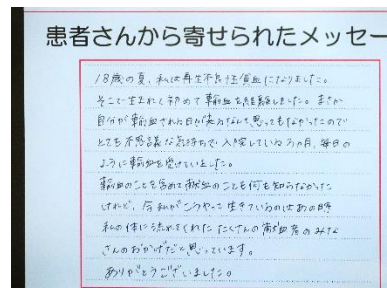 患者さんから寄せられたメッセー
18歳の夏、私は再生不良性貧血になりました。
そこで生まれて初めて輸血を経験しました。まさか
自分が輸血される日が来るなんて思ってもなかったので
とても不思議な気持ちで、入院している3ヵ月、毎日の
ように輸血を受けていました。
輸血のことを含めて献血のことも何も知らなかった
けれど、今私がこうやって生きているのはあの時
私の体に流れてくれたたくさんの献血者のみな
さんのおかげだと思っています。
ありがとうございました。